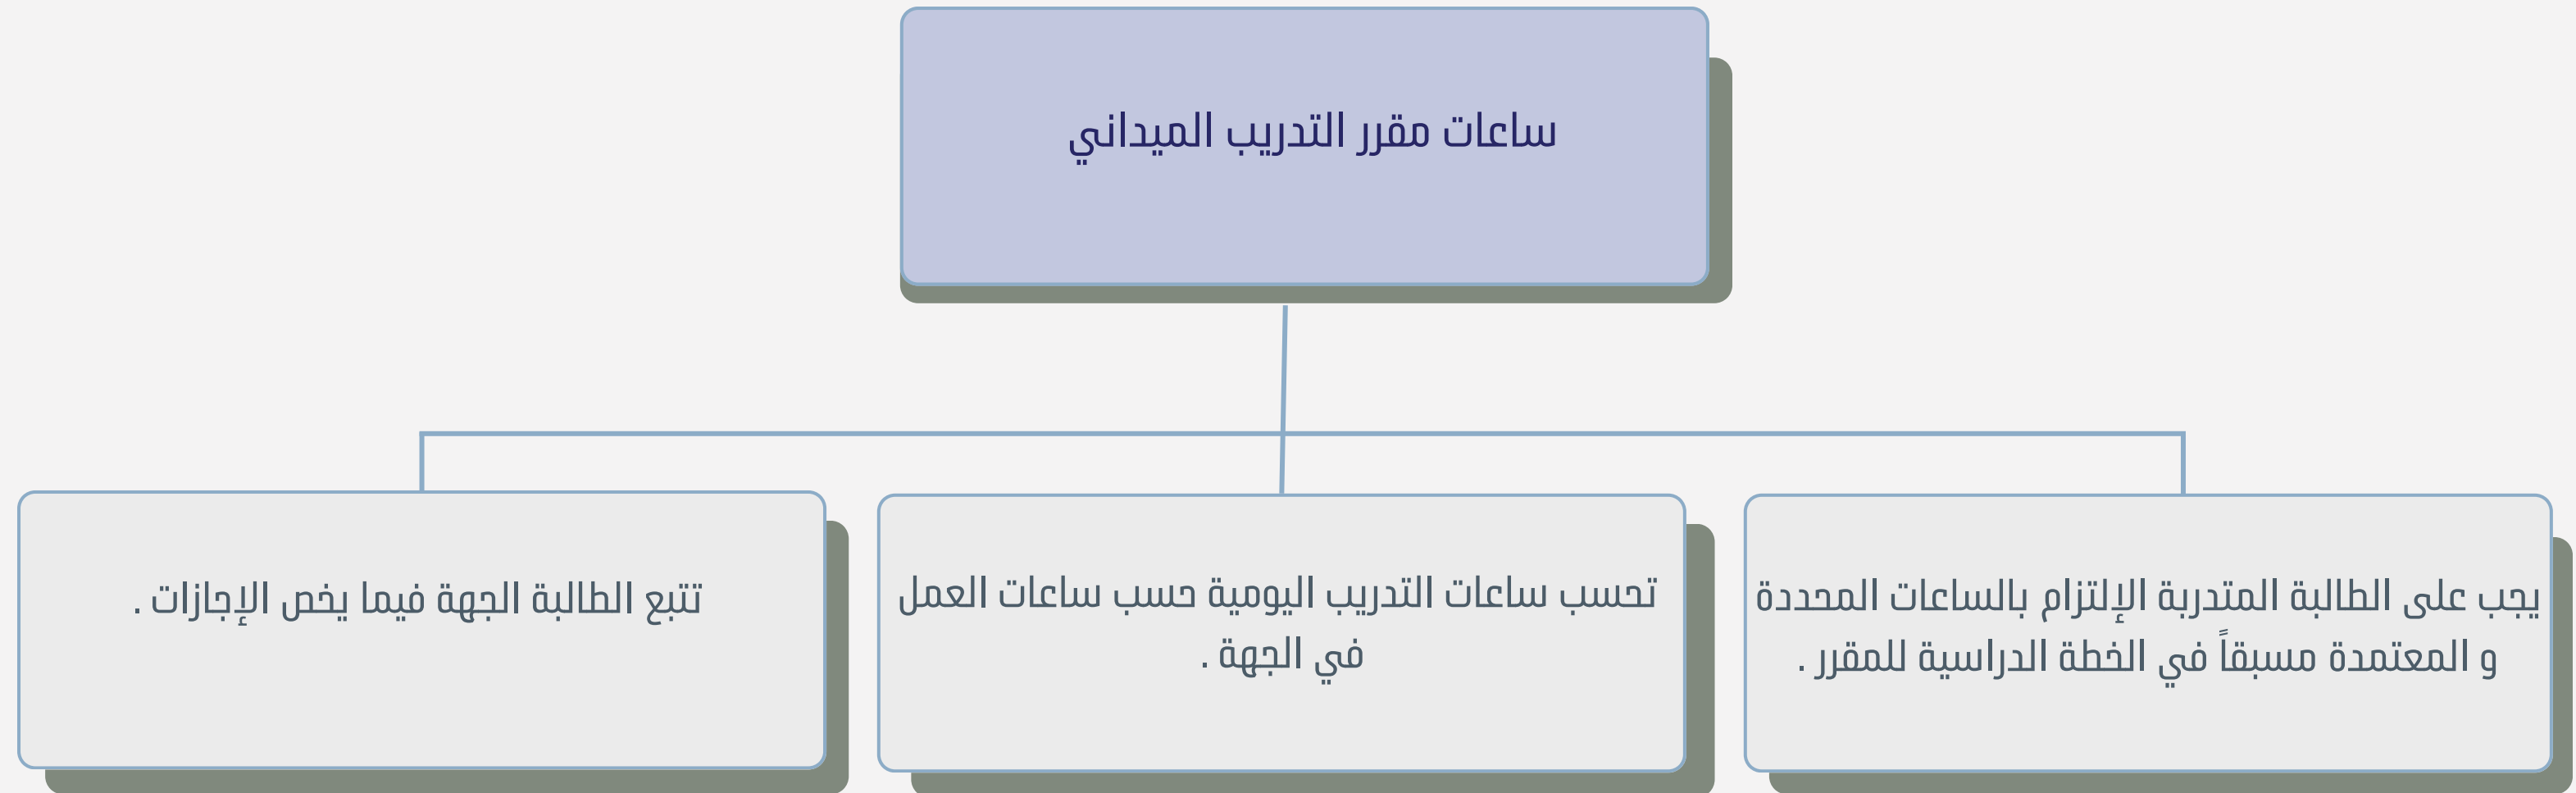 ساعات مقرر التدريب الميداني
يجب على الطالبة المتدربة الإلتزام بالساعات المحددة
و المعتمدة مسبقاً في الخطة الدراسية للمقرر .
تحسب ساعات التدريب اليومية حسب ساعات العمل
في الجهة .
تتبع الطالبة الجهة فيما يخص الإجازات .